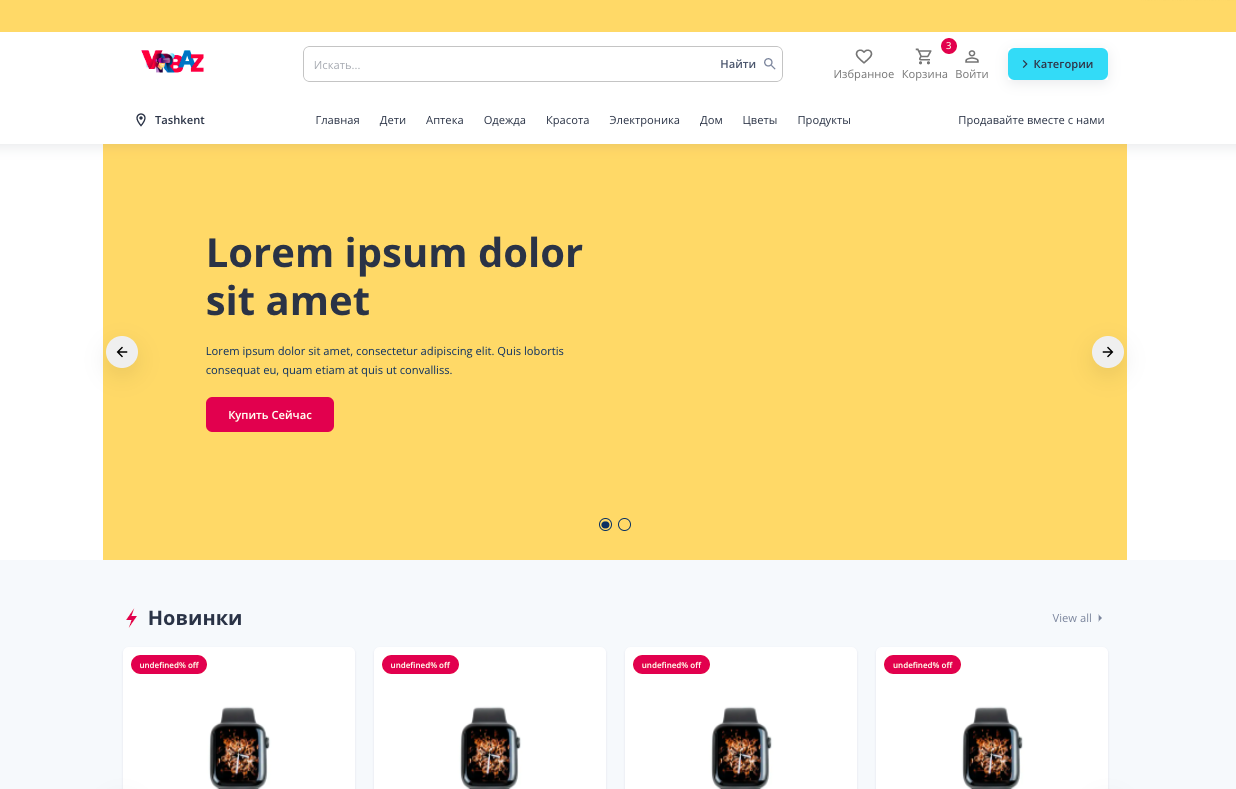 Искать...
Найти
3
Избранное
Корзина
Войти
Категории
Tashkent
Главная
Дети
Аптека
Одежда
Красота
Электроника
Дом
Цветы
Продукты
Продавайте вместе с нами
Lorem ipsum dolor
sit amet
Lorem ipsum dolor sit amet, consectetur adipiscing elit. Quis lobortis
consequat eu, quam etiam at quis ut convalliss.
Купить Сейчас
Новинки
View all
undefined% off
undefined% off
undefined% off
undefined% off